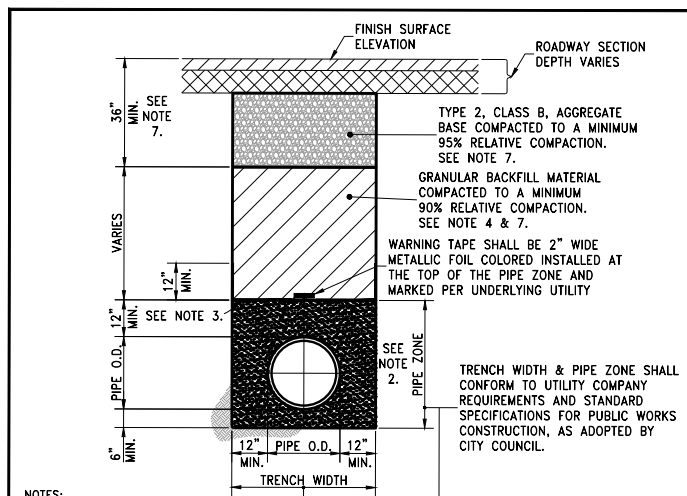 FINISH SURFACE
ELEVATION
ROADWAY SECTION
DEPTH VARIES
36"
MIN.
SEE
NOTE
7.
TYPE 2, CLASS B, AGGREGATE
BASE COMPACTED TO A MINIMUM
95% RELATIVE COMPACTION.
SEE NOTE 7.
GRANULAR BACKFILL MATERIAL
COMPACTED TO A MINIMUM
90% RELATIVE COMPACTION.
SEE NOTE 4 & 7.
VARIES
12"
MIN.
WARNING TAPE SHALL BE 2" WIDE
METALLIC FOIL COLORED INSTALLED AT
THE TOP OF THE PIPE ZONE AND
MARKED PER UNDERLYING UTILITY
12"
MIN.
SEE NOTE 3.
PIPE O.D.
SEE
NOTE
2.
PIPE ZONE
TRENCH WIDTH & PIPE ZONE SHALL
CONFORM TO UTILITY COMPANY
REQUIREMENTS AND STANDARD
SPECIFICATIONS FOR PUBLIC WORKS
CONSTRUCTION, AS ADOPTED BY
CITY COUNCIL.
6"
MIN.
12"
MIN.
PIPE O.D.
12"
MIN.
TRENCH WIDTH
NOTES: